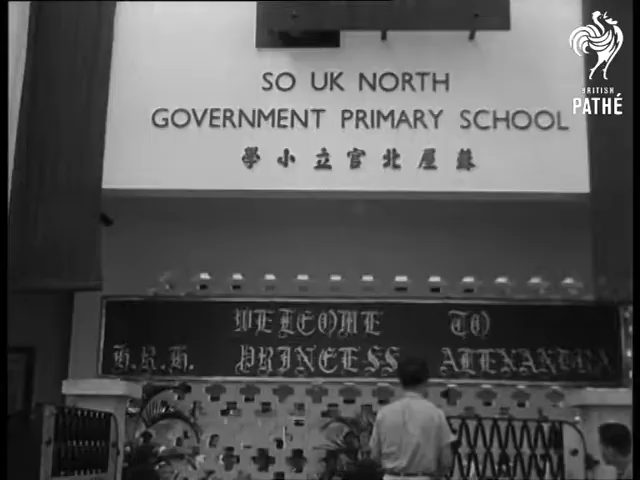 SO UK NORTH
GOVERNMENT PRIMARY SCHOOL
學小立官北屋蘇
WELCOME TO
H.R.H. PRINCESS ALEXANDRA
BRITISH
PATHÉ